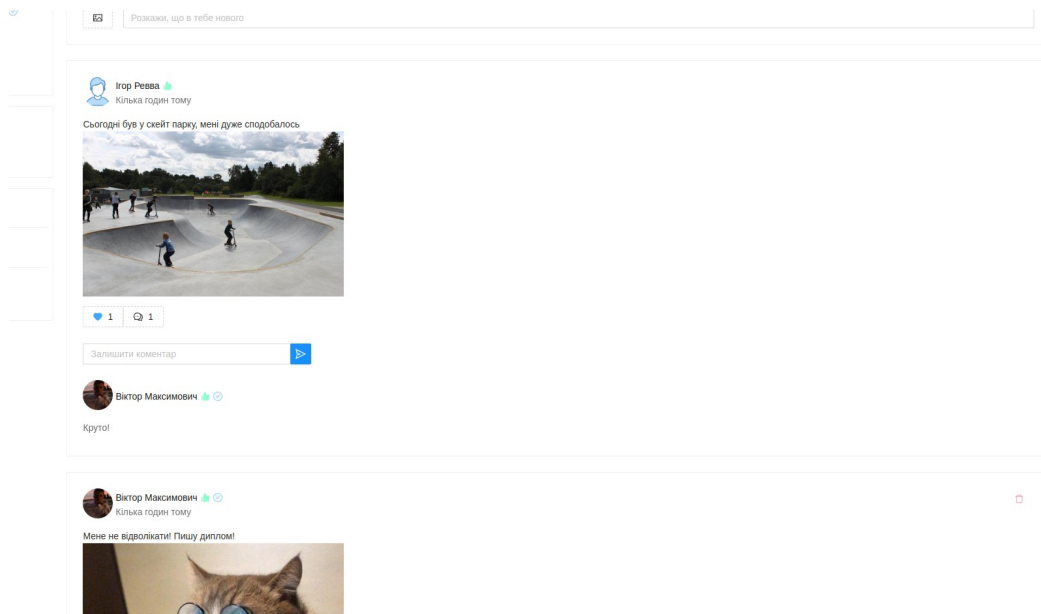 Розкажи, що в тебе нового
Ігор Ревва
Кілька годин тому
Сьогодні був у скейт парку, мені дуже сподобалось
1 1
Залишити коментар
Віктор Максимович
Круто!
Віктор Максимович
Кілька годин тому
Мене не відволікати! Пишу диплом!